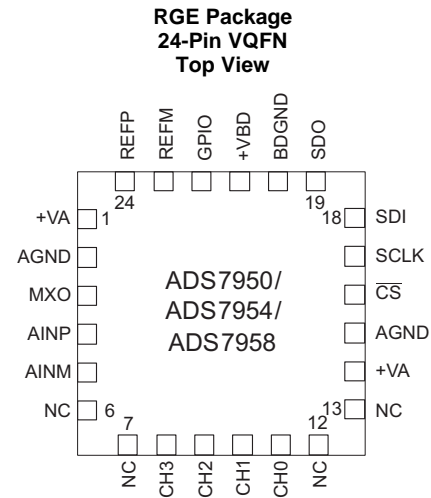 RGE Package
24-Pin VQFN
Top View
REFP
REFM
GPIO
+VBD
BDGND
SDO
24
19
+VA
1
18
SDI
AGND
SCLK
MXO
CS
AINP
AGND
AINM
+VA
NC
6
13
NC
ADS7950/
ADS7954/
ADS7958
7
12
NC
CH3
CH2
CH1
CH0
NC